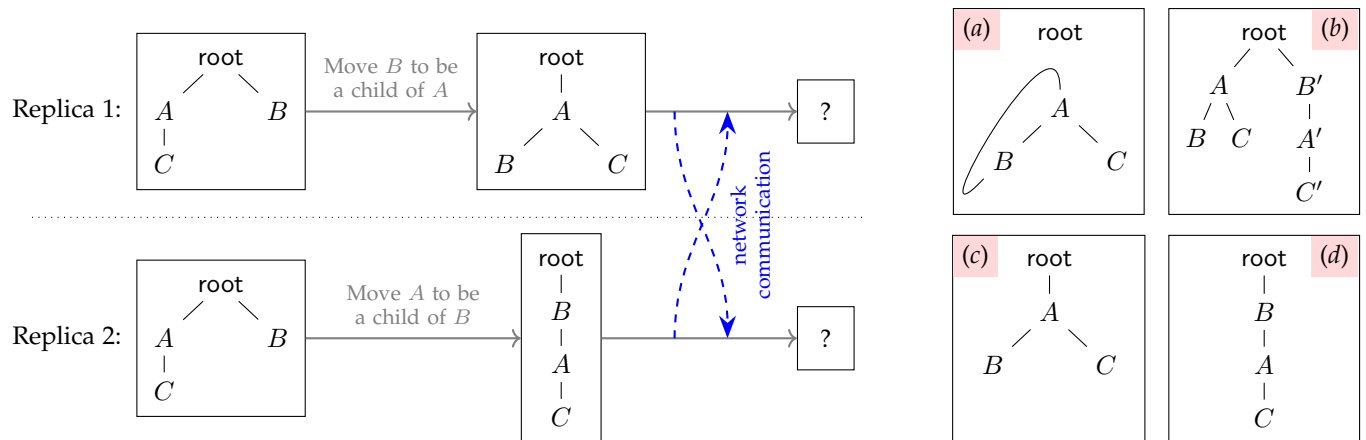 Replica 1:
root
A B
C
Move B to be
a child of A
root
A
B C
?
network
communication
Replica 2:
root
A B
C
Move A to be
a child of B
root
B
A
C
?
(a) root
A
B C
root (b)
A B′
B C A′
C′
(c) root
A
B C
root (d)
B
A
C